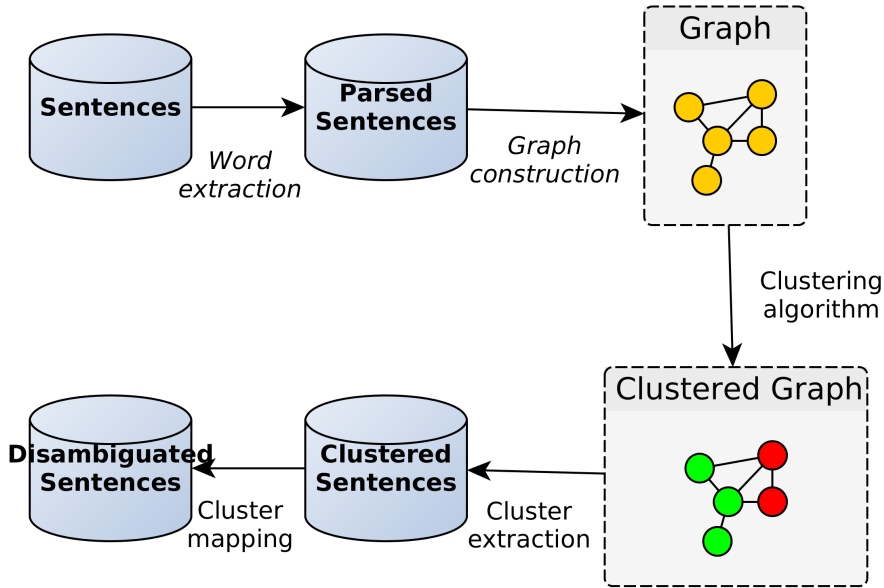 Sentences
Word
extraction
Parsed
Sentences
Graph
construction
Graph
Clustering
algorithm
Clustered Graph
Cluster
extraction
Clustered
Sentences
Cluster
mapping
Disambiguated
Sentences